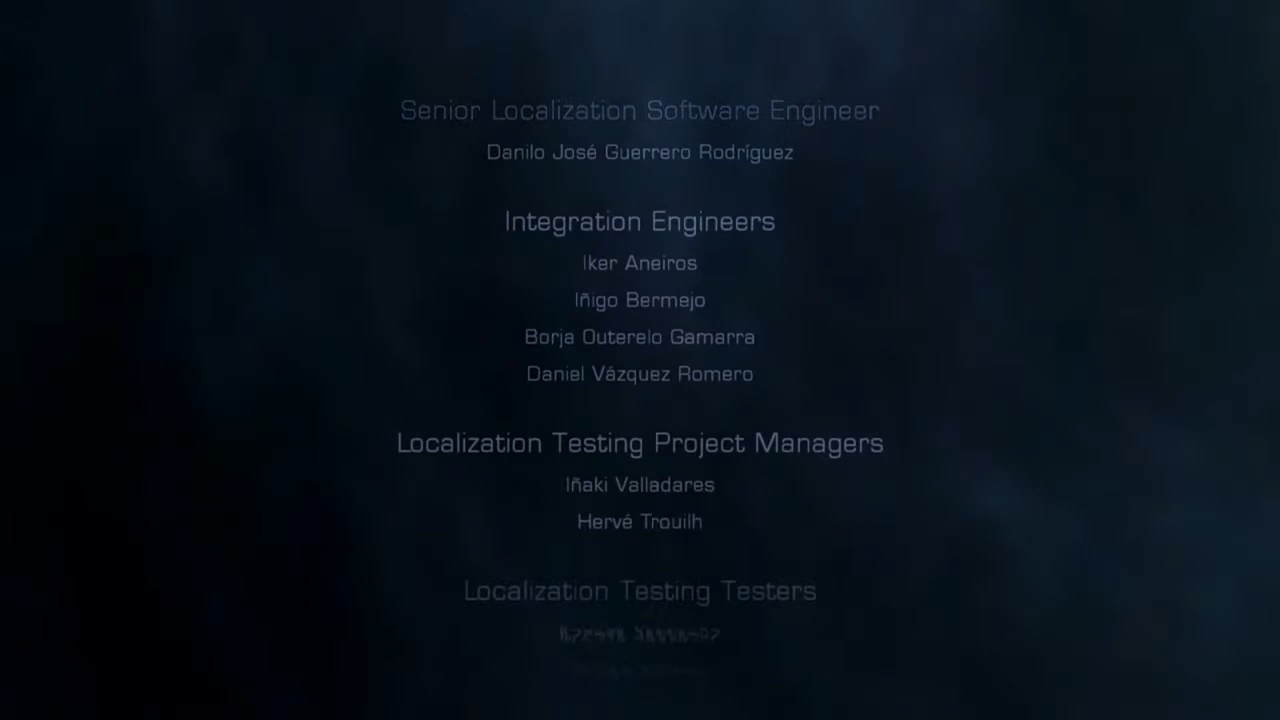 Senior Localization Software Engineer
Danilo José Guerrero Rodríguez
Integration Engineers
Iker Aneiros
Iñigo Bermejo
Borja Outerelo Gamarra
Daniel Vázquez Romero
Localization Testing Project Managers
Iñaki Valladares
Hervé Trouilh
Localization Testing Testers